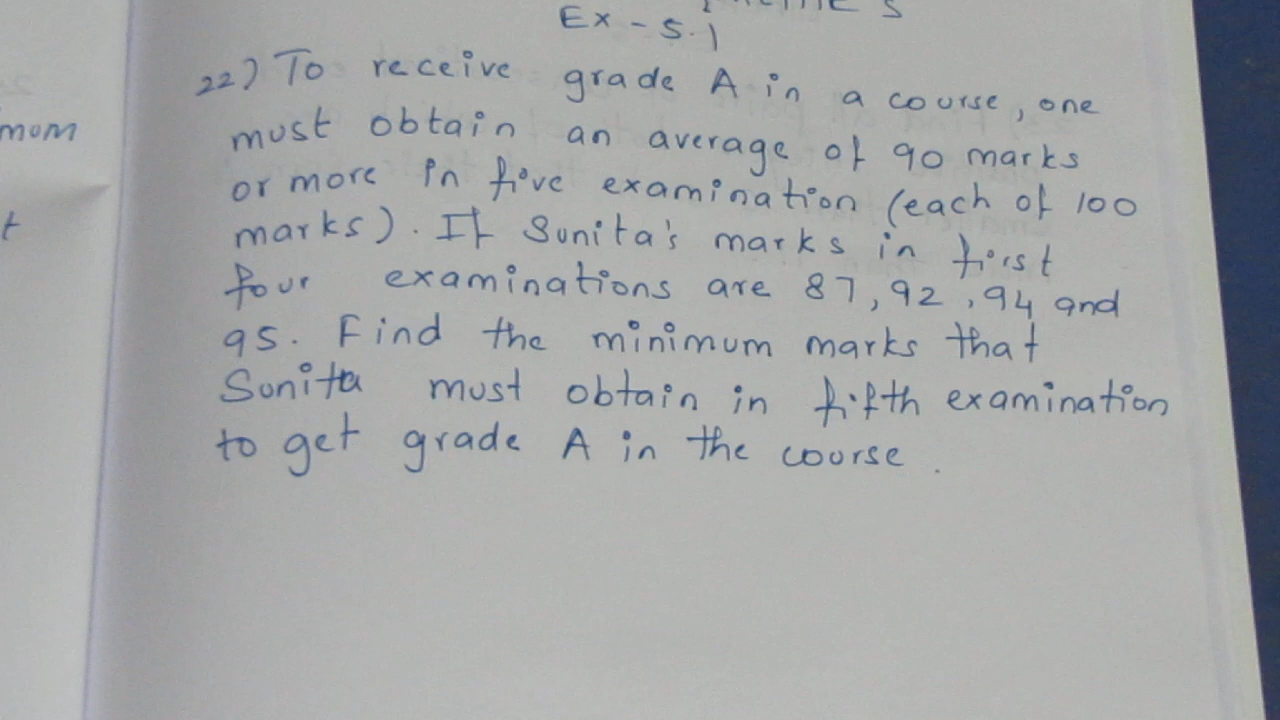 Ex - 5.1
22) To receive grade A in a course, one
mum
must obtain an average of 90 marks
or more in five examination (each of 100
t
marks). If Sunita's marks in first
four examinations are 87, 92, 94 and
95. Find the minimum marks that
Sunita must obtain in fifth examination
to get grade A in the course.